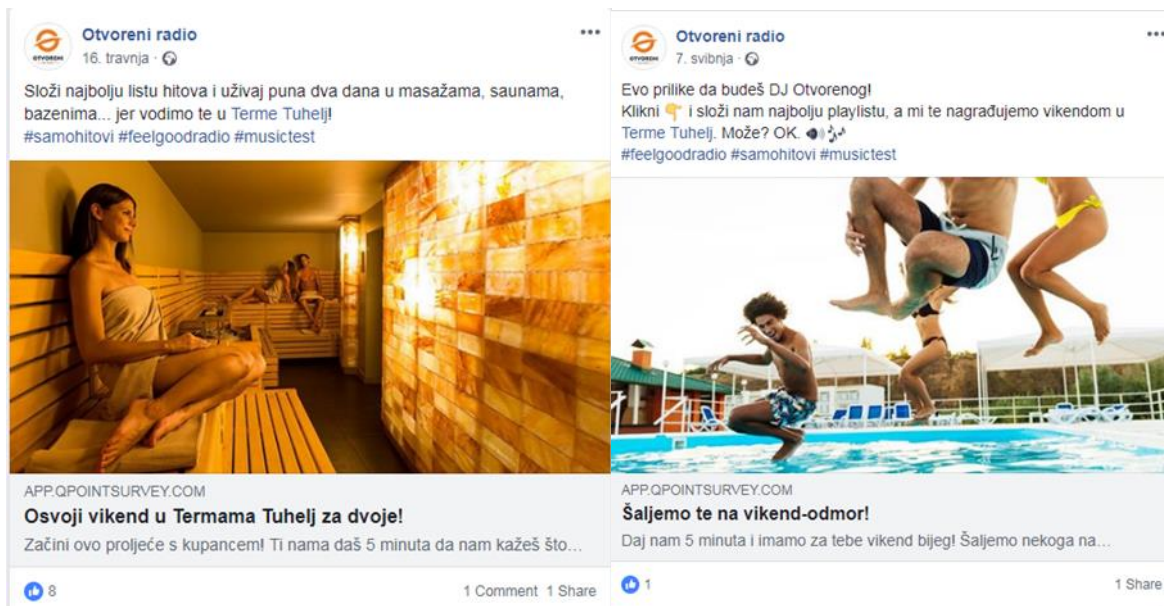 Otvoreni radio
16. travnja ·
Složi najbolju listu hitova i uživaj puna dva dana u masažama, saunama,
bazenima... jer vodimo te u Terme Tuhelj!
#samohitovi #feelgoodradio #musictest
APP.QPOINTSURVEY.COM
Osvoji vikend u Termama Tuhelj za dvoje!
Začini ovo proljeće s kupancem! Ti nama daš 5 minuta da nam kažeš što...
8
1 Comment 1 Share
Otvoreni radio
7. svibnja ·
Evo prilike da budeš DJ Otvorenog!
Klikni 👇 i složi nam najbolju playlistu, a mi te nagrađujemo vikendom u
Terme Tuhelj. Može? OK. 🔊🎶
#feelgoodradio #samohitovi #musictest
APP.QPOINTSURVEY.COM
Šaljemo te na vikend-odmor!
Daj nam 5 minuta i imamo za tebe vikend bijeg! Šaljemo nekoga na...
1
1 Share